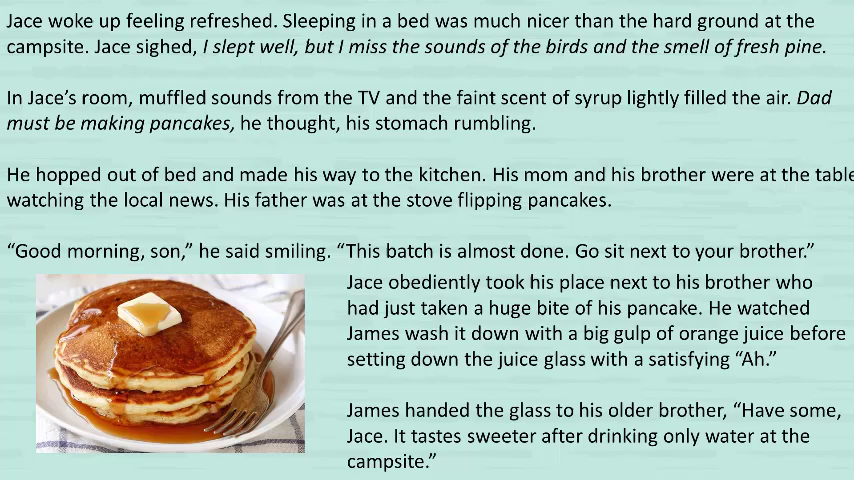 Jace woke up feeling refreshed. Sleeping in a bed was much nicer than the hard ground at the
campsite. Jace sighed, I slept well, but I miss the sounds of the birds and the smell of fresh pine.
In Jace’s room, muffled sounds from the TV and the faint scent of syrup lightly filled the air. Dad
must be making pancakes, he thought, his stomach rumbling.
He hopped out of bed and made his way to the kitchen. His mom and his brother were at the table
watching the local news. His father was at the stove flipping pancakes.
“Good morning, son,” he said smiling. “This batch is almost done. Go sit next to your brother.”
Jace obediently took his place next to his brother who
had just taken a huge bite of his pancake. He watched
James wash it down with a big gulp of orange juice before
setting down the juice glass with a satisfying “Ah.”
James handed the glass to his older brother, “Have some,
Jace. It tastes sweeter after drinking only water at the
campsite.”